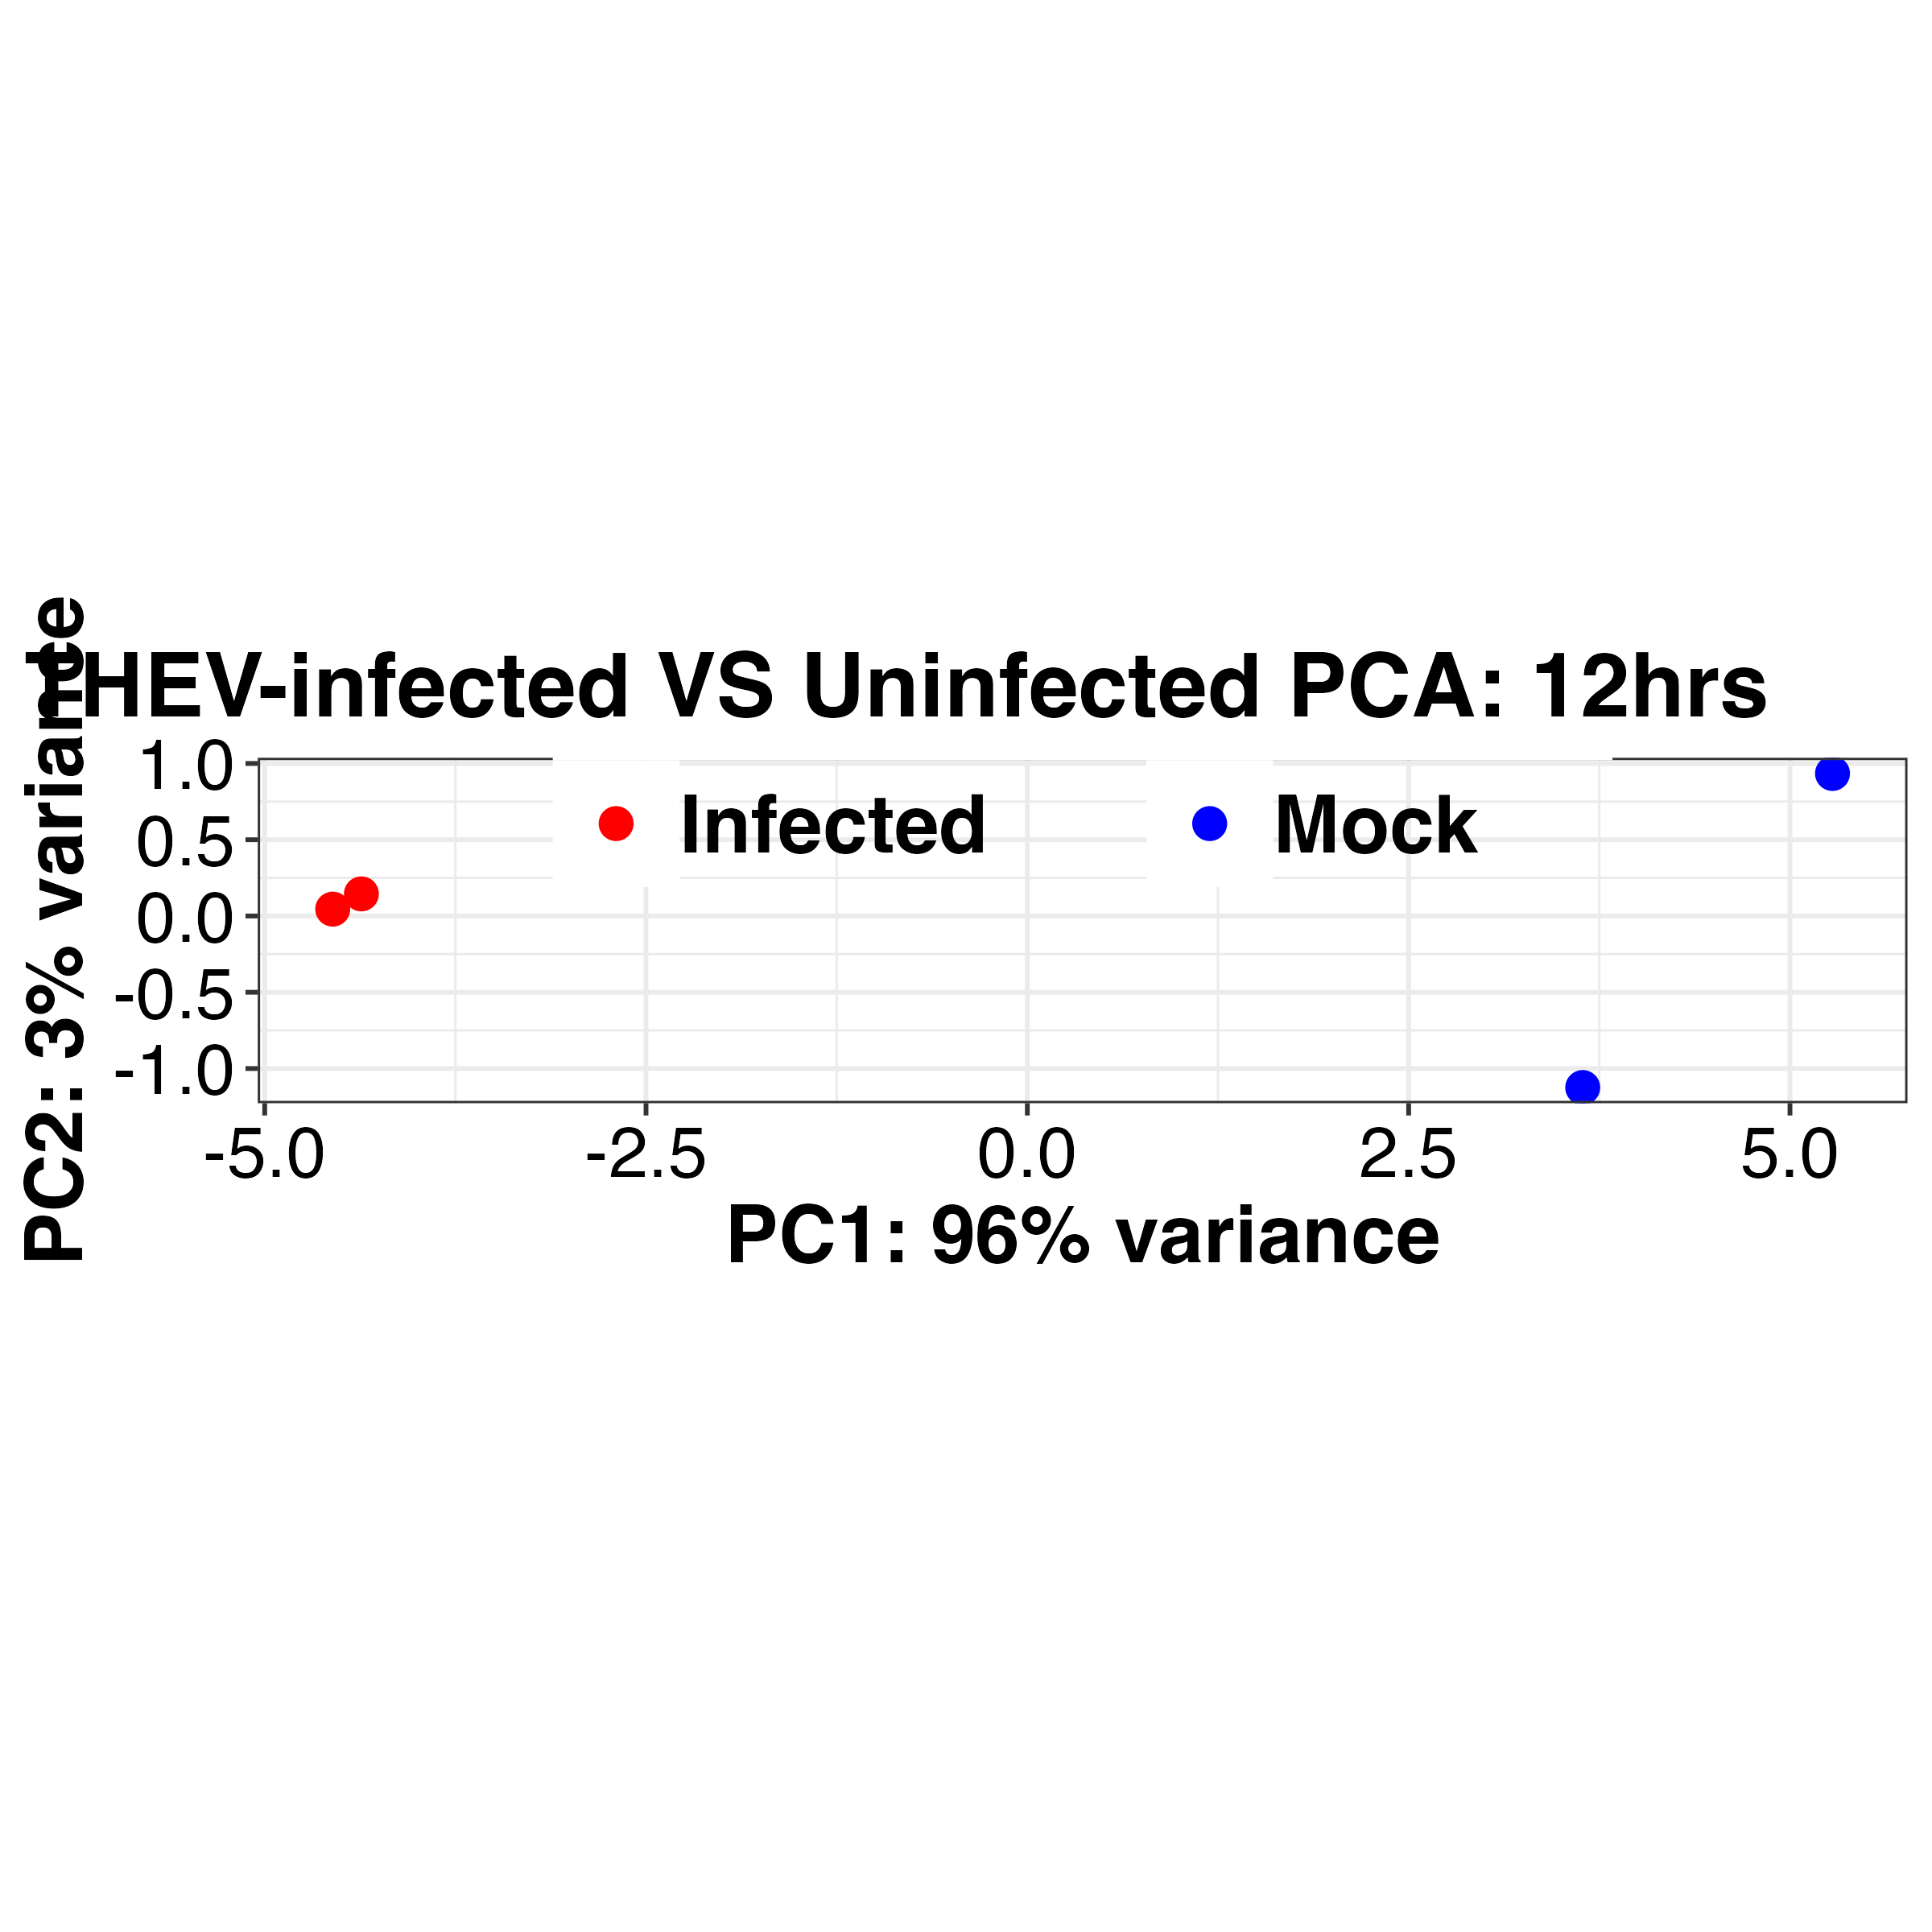 THEV-infected VS Uninfected PCA: 12hrs
PC2: 3% variance
1.0
0.5
0.0
-0.5
-1.0
Infected
Mock
-5.0
-2.5
0.0
2.5
5.0
PC1: 96% variance